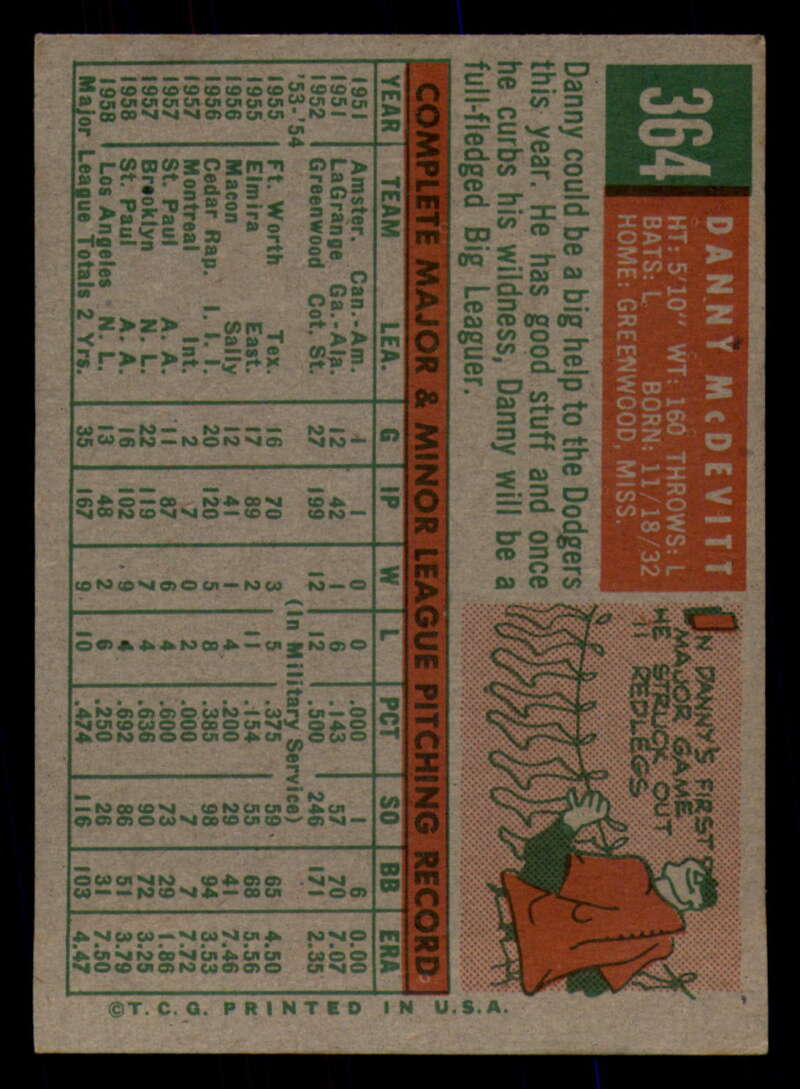 364
DANNY McDEVITT
HT: 5'10" WT: 160 THROWS: L
BATS: L BORN: 11/18/32
HOME: GREENWOOD, MISS.
Danny could be a big help to the Dodgers
this year. He has good stuff and once
he curbs his wildness, Danny will be a
full-fledged Big Leaguer.
IN DANNY'S FIRST
MAJOR GAME
HE STRUCK OUT
11 REDLEGS
COMPLETE MAJOR & MINOR LEAGUE PITCHING RECORD
YEAR TEAM LEA. G IP W L PCT SO BB ERA
1951 Amster. Can.-Am. 1 1 0 0 .000 1 6 0.00
1951 LaGrange Ga.-Ala. 12 42 1 6 .143 57 70 7.07
1952 Greenwood Cot. St. 27 199 12 12 .500 246 171 2.35
'53-'54 (In Military Service)
1955 Ft. Worth Tex. 16 70 3 5 .375 59 65 4.50
1955 Elmira East. 17 89 2 11 .154 55 68 5.56
1956 Macon Sally 12 41 1 4 .200 29 41 7.46
1956 Cedar Rap. I. I. I. 20 120 5 8 .385 98 94 3.53
1957 Montreal Int. 2 7 0 2 .000 7 7 7.72
1957 St. Paul A. A. 11 87 6 4 .600 73 29 1.86
1957 Brooklyn N. L. 22 119 7 4 .636 90 72 3.25
1958 St. Paul A. A. 16 102 9 4 .692 86 51 3.79
1958 Los Angeles N. L. 13 48 2 6 .250 26 31 7.50
Major League Totals 2 Yrs. 35 167 9 10 .474 116 103 4.47
©T.C.G. PRINTED IN U.S.A.